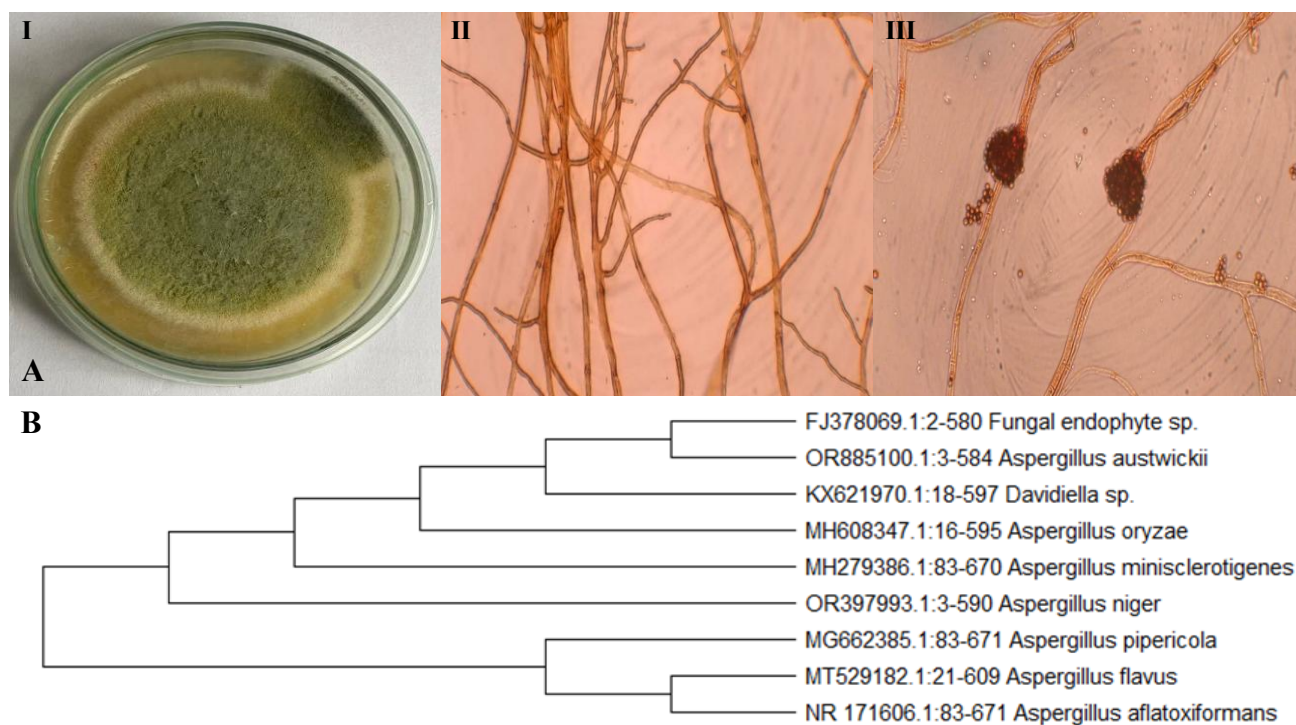 I
II
III
A
B
FJ378069.1:2-580 Fungal endophyte sp.
OR885100.1:3-584 Aspergillus austwickii
KX621970.1:18-597 Davidiella sp.
MH608347.1:16-595 Aspergillus oryzae
MH279386.1:83-670 Aspergillus minisclerotigenes
OR397993.1:3-590 Aspergillus niger
MG662385.1:83-671 Aspergillus pipericola
MT529182.1:21-609 Aspergillus flavus
NR 171606.1:83-671 Aspergillus aflatoxiformans